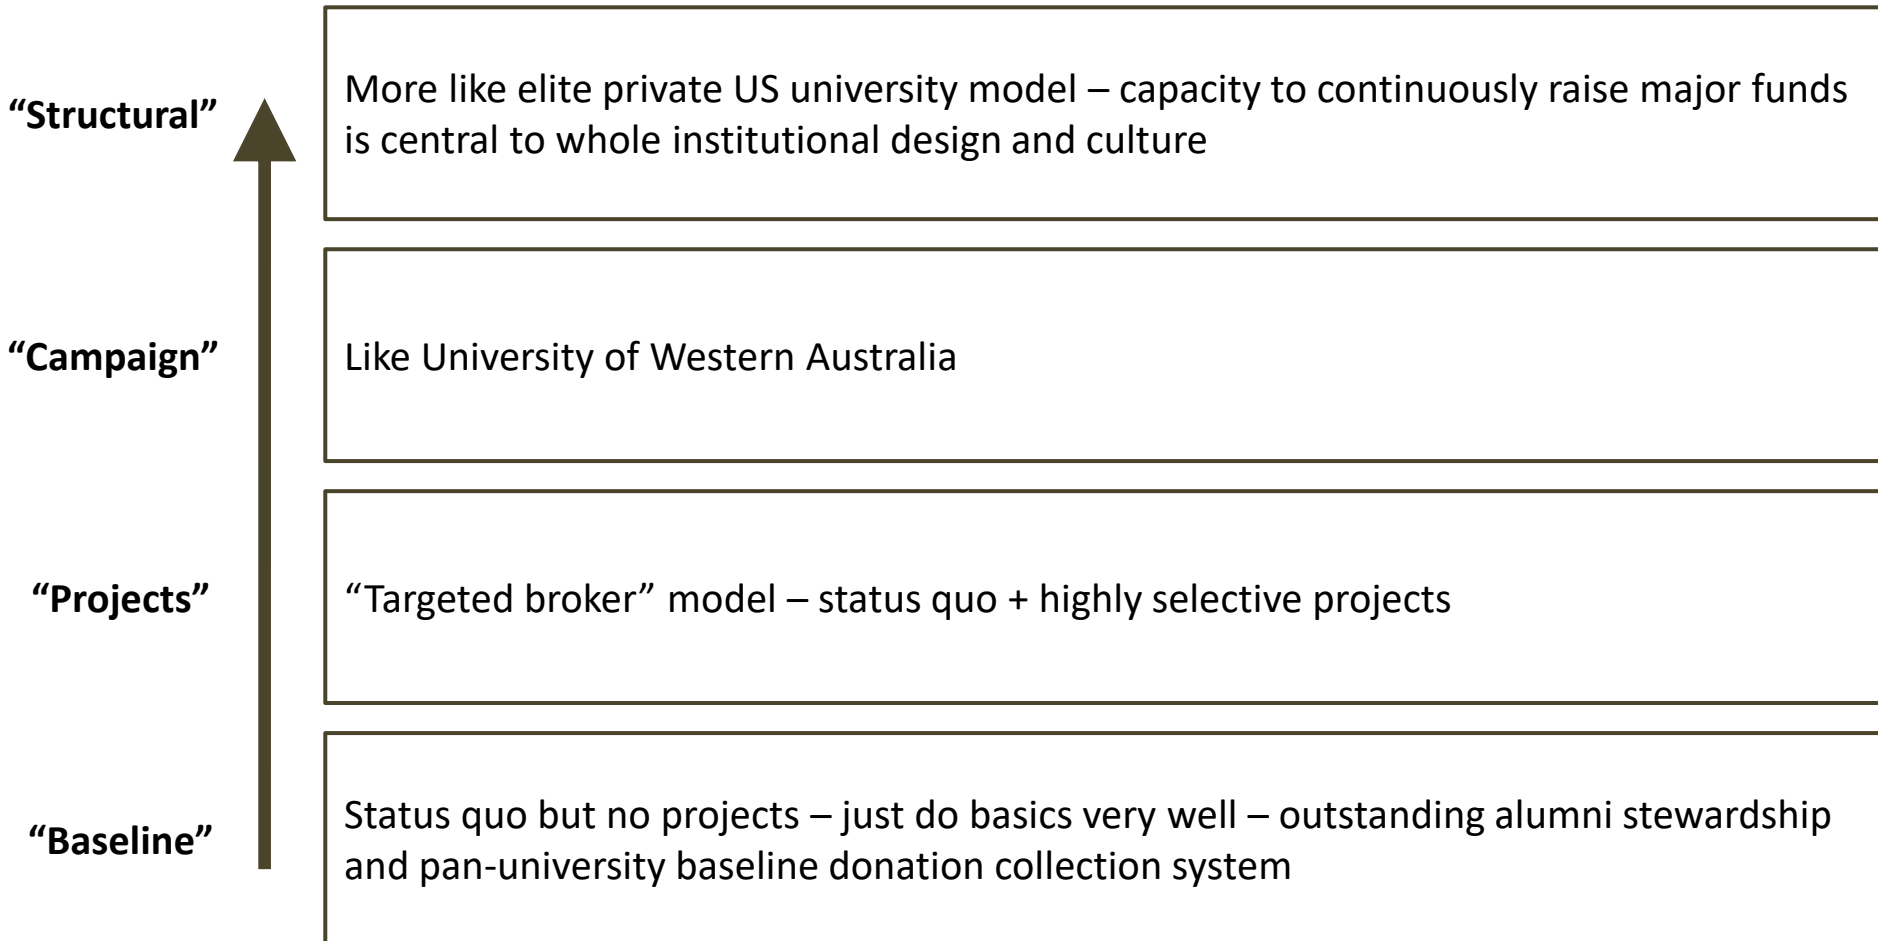 “Structural”
More like elite private US university model – capacity to continuously raise major funds
is central to whole institutional design and culture
“Campaign”
Like University of Western Australia
“Projects”
“Targeted broker” model – status quo + highly selective projects
“Baseline”
Status quo but no projects – just do basics very well – outstanding alumni stewardship
and pan-university baseline donation collection system